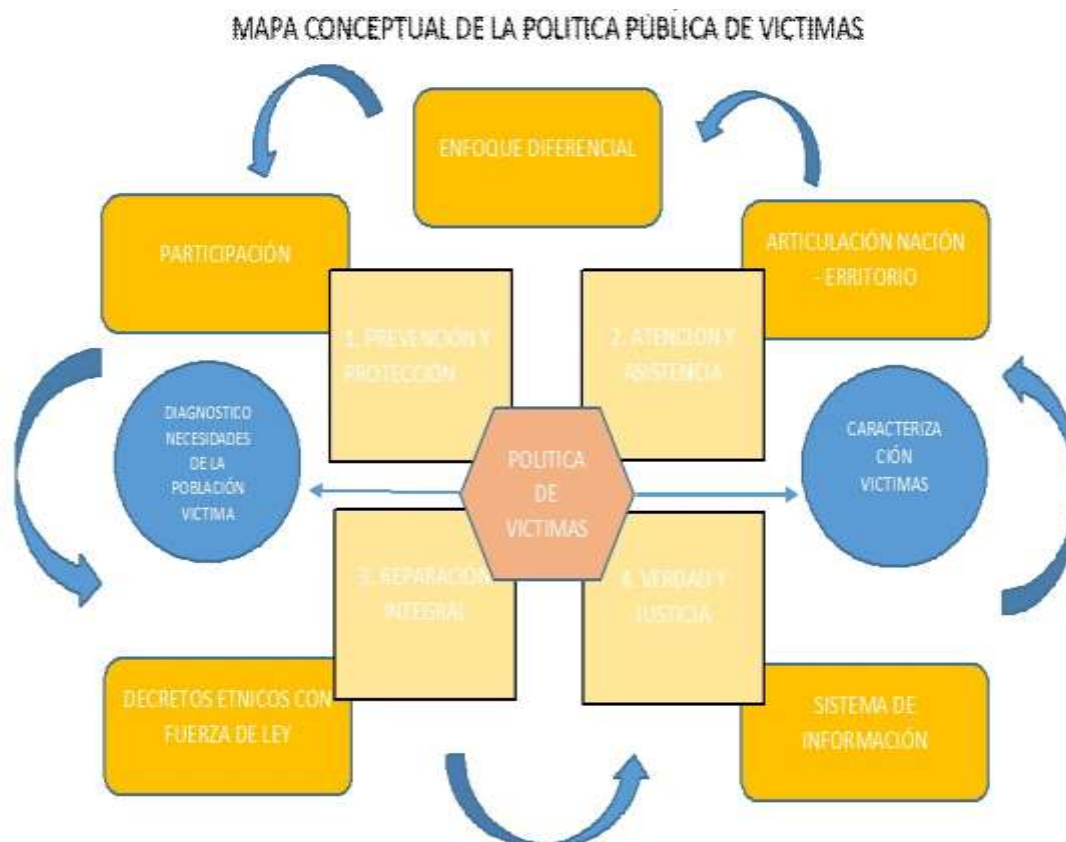 MAPA CONCEPTUAL DE LA POLITICA PÚBLICA DE VICTIMAS
ENFOQUE DIFERENCIAL
PARTICIPACIÓN
ARTICULACIÓN NACIÓN
- ERRITORIO
1. PREVENCIÓN Y
PROTECCIÓN
2. ATENCIÓN Y
ASISTENCIA
DIAGNOSTICO
NECESIDADES
DE LA
POBLACIÓN
VICTIMA
POLITICA
DE
VICTIMAS
CARACTERIZA
CIÓN
VICTIMAS
3. REPARACIÓN
INTEGRAL
4. VERDAD Y
JUSTICIA
DECRETOS ETNICOS CON
FUERZA DE LEY
SISTEMA DE
INFORMACIÓN